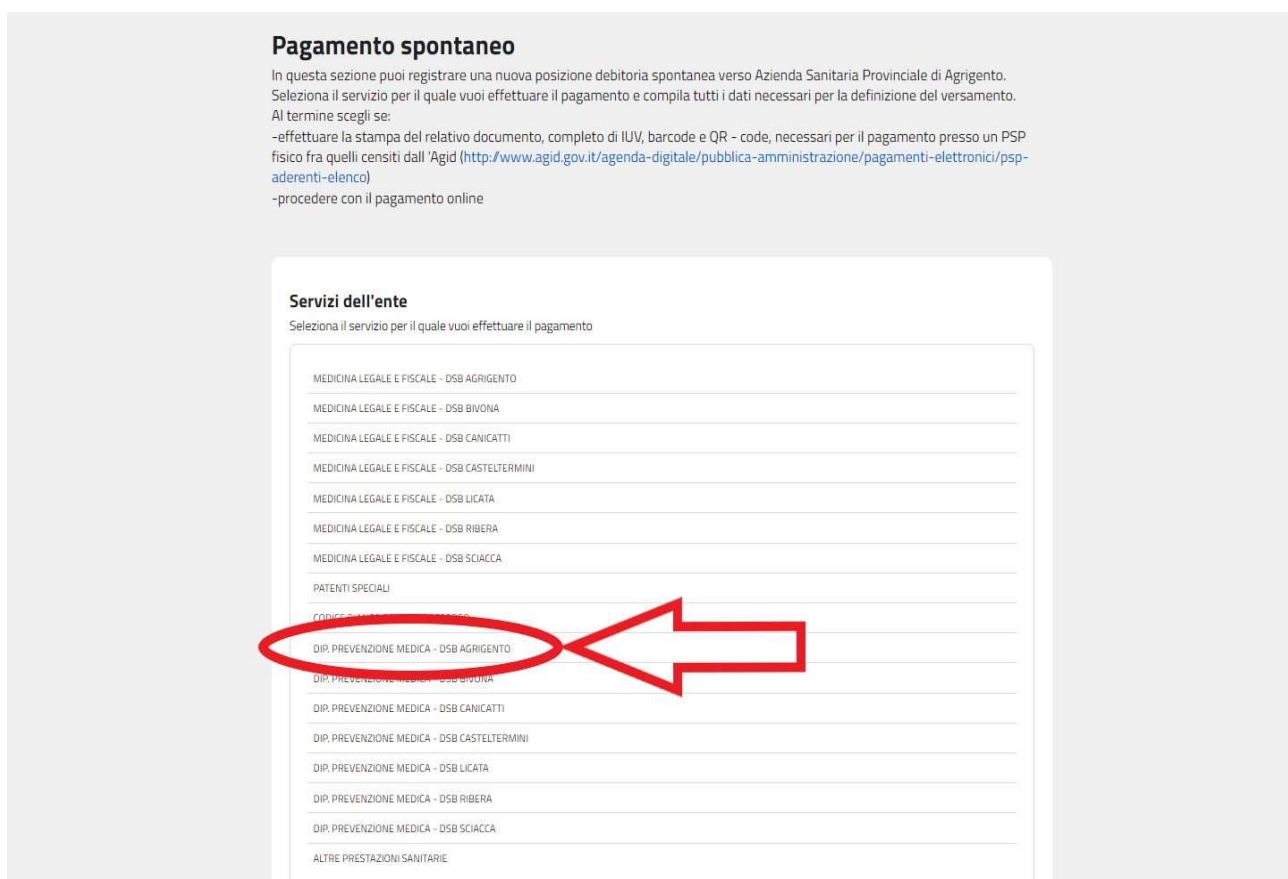 Pagamento spontaneo
In questa sezione puoi registrare una nuova posizione debitoria spontanea verso Azienda Sanitaria Provinciale di Agrigento.
Seleziona il servizio per il quale vuoi effettuare il pagamento e compila tutti i dati necessari per la definizione del versamento.
Al termine scegli se:
-effettuare la stampa del relativo documento, completo di IUV, barcode e QR - code, necessari per il pagamento presso un PSP
fisico fra quelli censiti dall 'Agid (http://www.agid.gov.it/agenda-digitale/pubblica-amministrazione/pagamenti-elettronici/psp-
aderenti-elenco)
-procedere con il pagamento online
Servizi dell'ente
Seleziona il servizio per il quale vuoi effettuare il pagamento
MEDICINA LEGALE E FISCALE - DSB AGRIGENTO
MEDICINA LEGALE E FISCALE - DSB BIVONA
MEDICINA LEGALE E FISCALE - DSB CANICATTI
MEDICINA LEGALE E FISCALE - DSB CASTELTERMINI
MEDICINA LEGALE E FISCALE - DSB LICATA
MEDICINA LEGALE E FISCALE - DSB RIBERA
MEDICINA LEGALE E FISCALE - DSB SCIACCA
PATENTI SPECIALI
CODICE
DIP. PREVENZIONE MEDICA - DSB AGRIGENTO
DIP. PREVENZIONE MEDICA - DSB BIVONA
DIP. PREVENZIONE MEDICA - DSB CANICATTI
DIP. PREVENZIONE MEDICA - DSB CASTELTERMINI
DIP. PREVENZIONE MEDICA - DSB LICATA
DIP. PREVENZIONE MEDICA - DSB RIBERA
DIP. PREVENZIONE MEDICA - DSB SCIACCA
ALTRE PRESTAZIONI SANITARIE